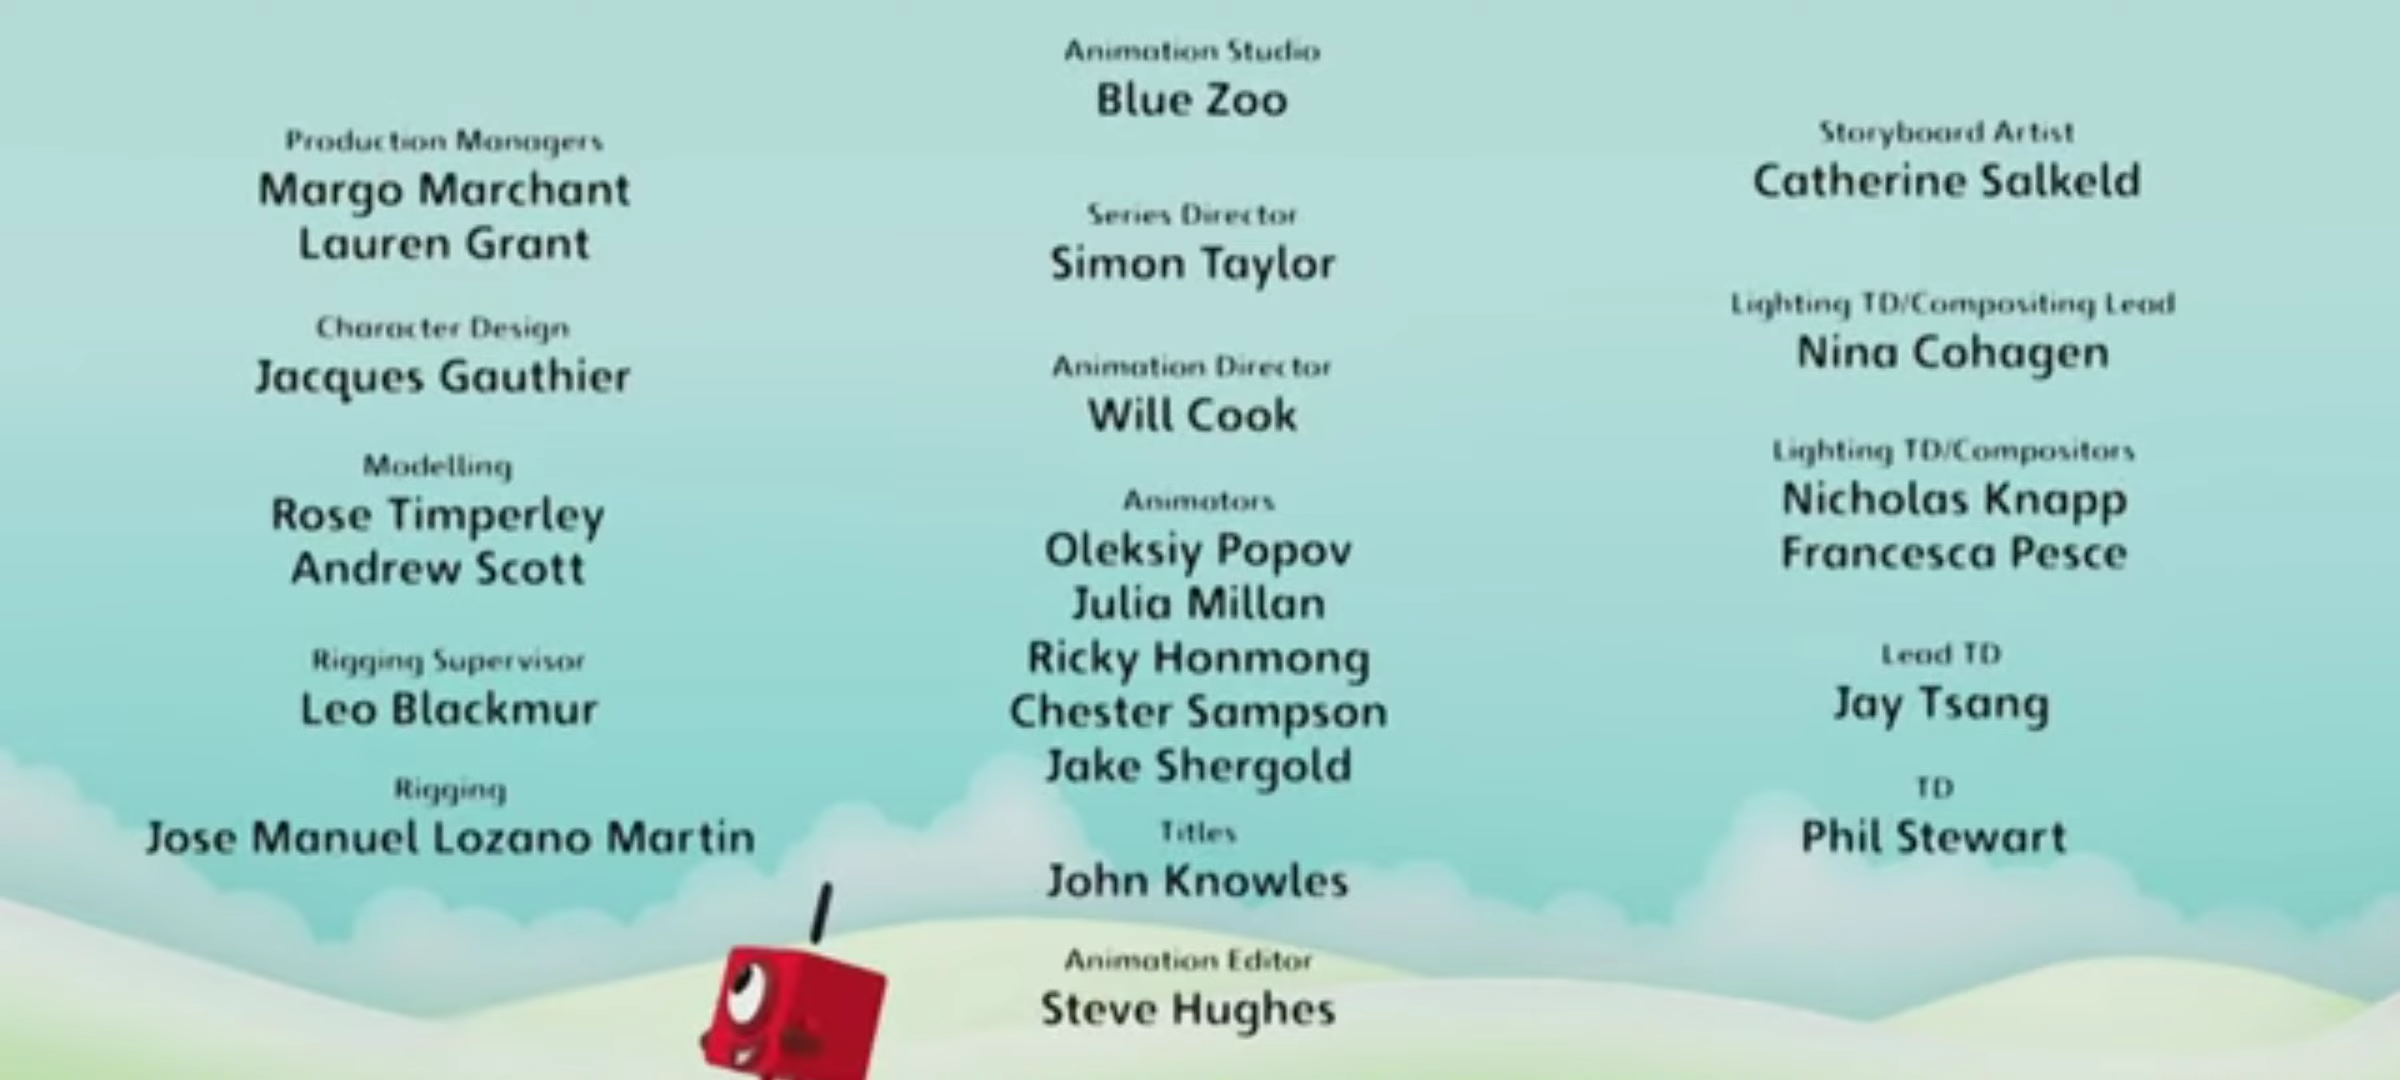 Production Managers
Margo Marchant
Lauren Grant
Character Design
Jacques Gauthier
Modelling
Rose Timperley
Andrew Scott
Rigging Supervisor
Leo Blackmur
Rigging
Jose Manuel Lozano Martin
Animation Studio
Blue Zoo
Series Director
Simon Taylor
Animation Director
Will Cook
Animators
Oleksiy Popov
Julia Millan
Ricky Honmong
Chester Sampson
Jake Shergold
Titles
John Knowles
Animation Editor
Steve Hughes
Storyboard Artist
Catherine Salkeld
Lighting TD/Compositing Lead
Nina Cohagen
Lighting TD/Compositors
Nicholas Knapp
Francesca Pesce
Lead TD
Jay Tsang
TD
Phil Stewart